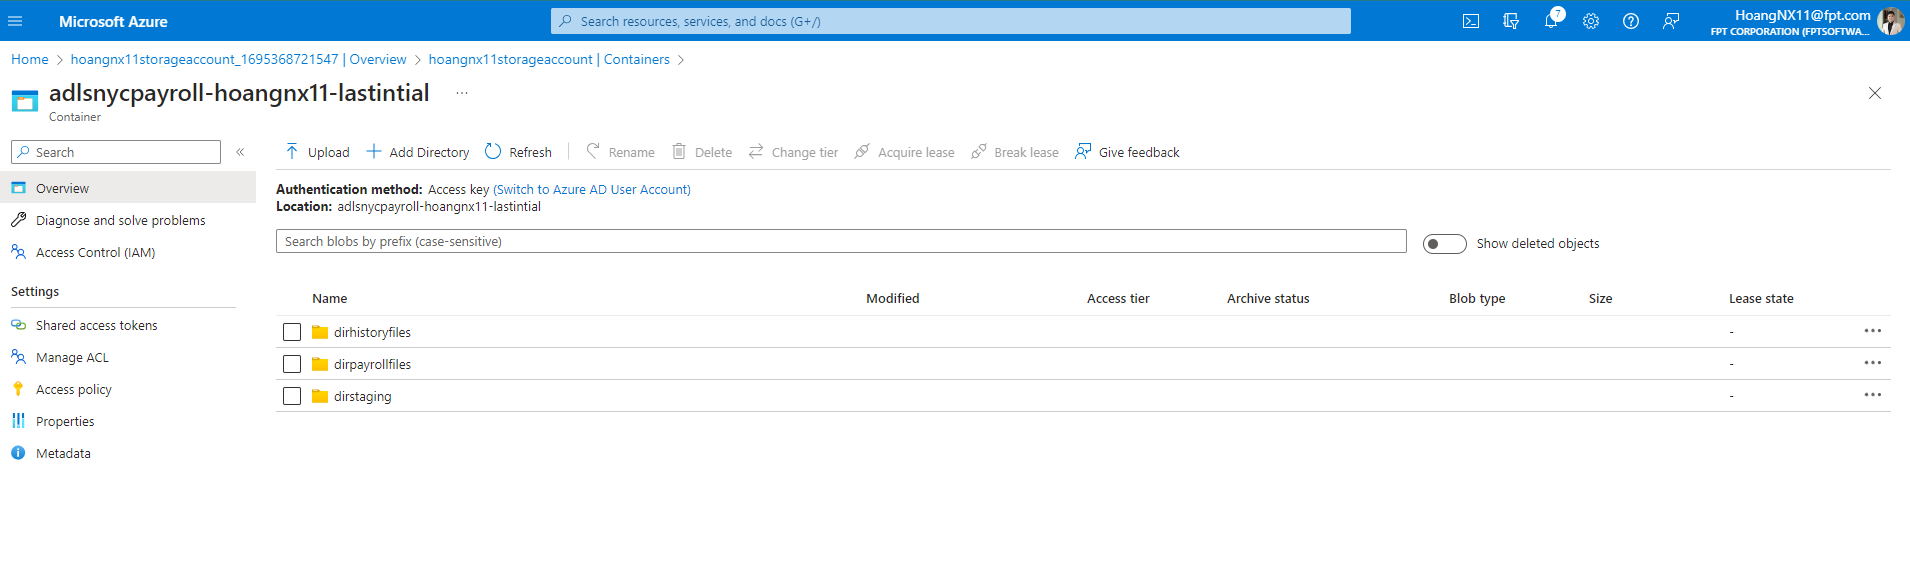 Microsoft Azure
Search resources, services, and docs (G+/)
7
HoangNX11@fpt.com
FPT CORPORATION (FPTSOFTWA...
Home > hoangnx11storageaccount_1695368721547 | Overview > hoangnx11storageaccount | Containers >
adlsnycpayroll-hoangnx11-lastintial ...
Container
Search
«
Upload
Add Directory
Refresh
Rename
Delete
Change tier
Acquire lease
Break lease
Give feedback
Overview
Diagnose and solve problems
Access Control (IAM)
Settings
Shared access tokens
Manage ACL
Access policy
Properties
Metadata
Authentication method: Access key (Switch to Azure AD User Account)
Location: adlsnycpayroll-hoangnx11-lastintial
Search blobs by prefix (case-sensitive)
Show deleted objects
Name Modified Access tier Archive status Blob type Size Lease state
dirhistoryfiles - ...
dirpayrollfiles - ...
dirstaging - ...